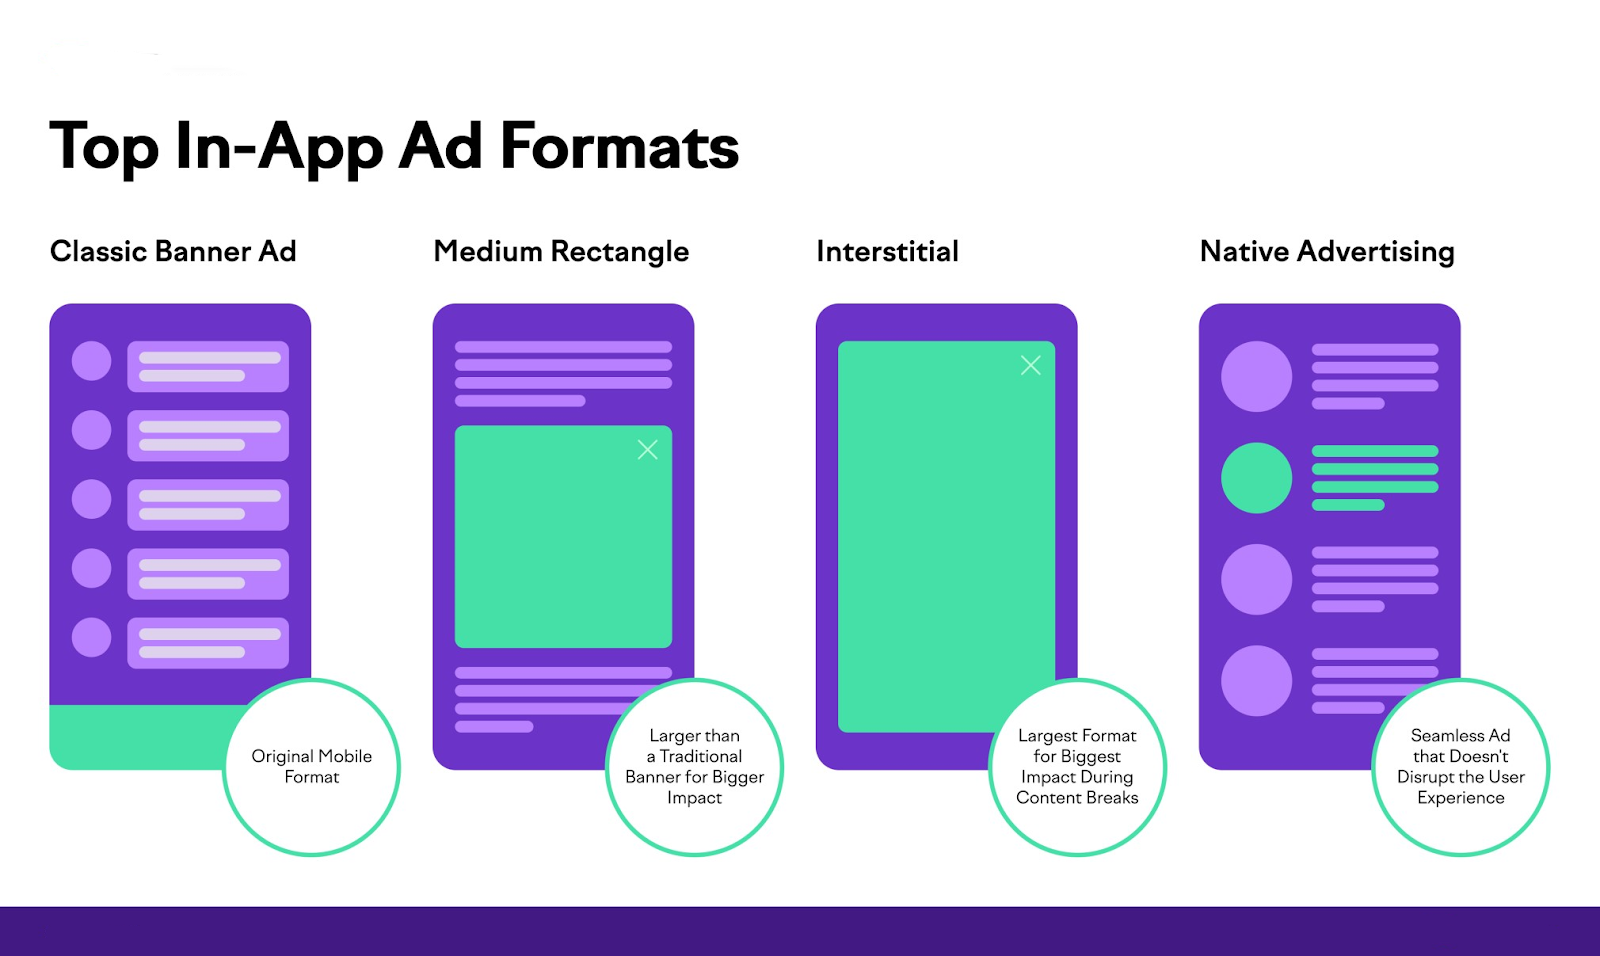 Top In-App Ad Formats
Classic Banner Ad
Medium Rectangle
Interstitial
Native Advertising
Original Mobile
Format
Larger than
a Traditional
Banner for Bigger
Impact
Largest Format
for Biggest
Impact During
Content Breaks
Seamless Ad
that Doesn't
Disrupt the User
Experience